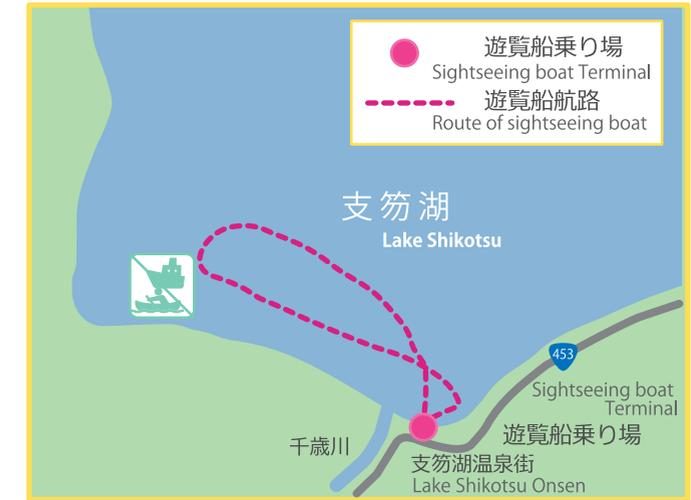 遊覧船乗り場
Sightseeing boat Terminal
遊覧船航路
Route of sightseeing boat
支笏湖
Lake Shikotsu
453
Sightseeing boat
Terminal
遊覧船乗り場
千歳川
支笏湖温泉街
Lake Shikotsu Onsen